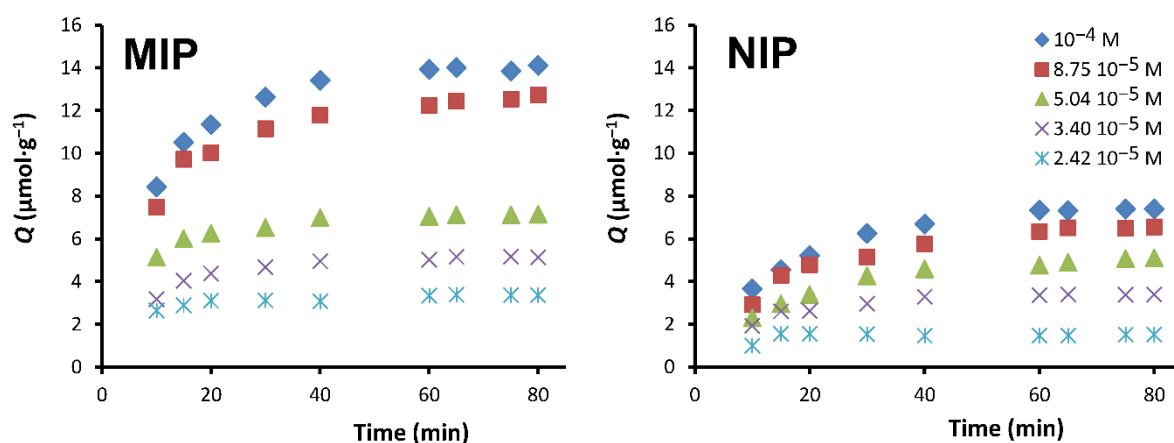 MIP
Q (µmol·g⁻¹)
16
14
12
10
8
6
4
2
0
0 20 40 60 80
Time (min)
NIP
Q (µmol·g⁻¹)
16
14
12
10
8
6
4
2
0
0 20 40 60 80
Time (min)
10⁻⁴ M
8.75 10⁻⁵ M
5.04 10⁻⁵ M
3.40 10⁻⁵ M
2.42 10⁻⁵ M